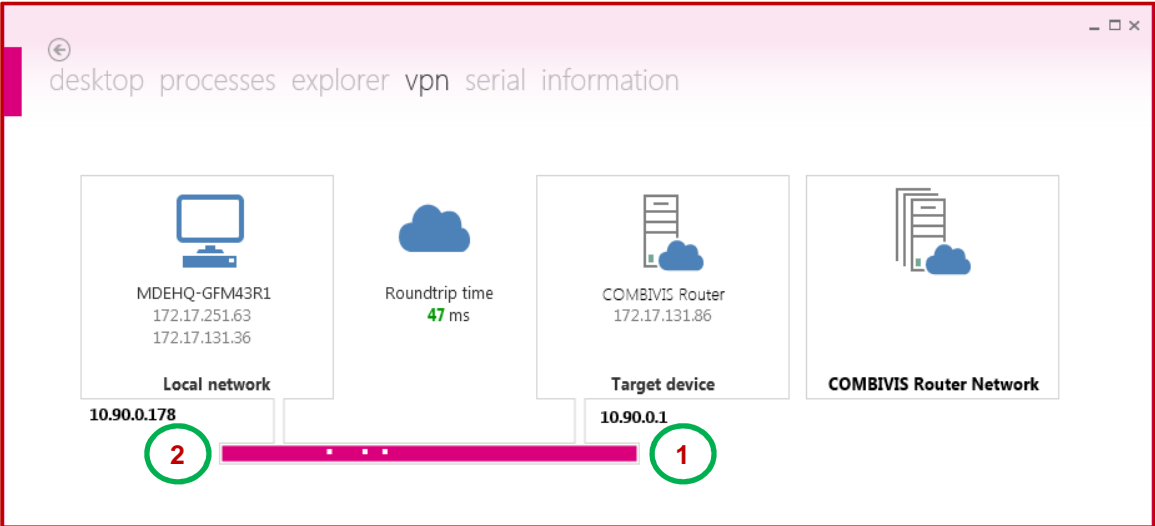 desktop processes explorer vpn serial information
MDEHQ-GFM43R1
172.17.251.63
172.17.131.36
Local network
Roundtrip time
47 ms
COMBIVIS Router
172.17.131.86
Target device
COMBIVIS Router Network
10.90.0.178
10.90.0.1
2
1